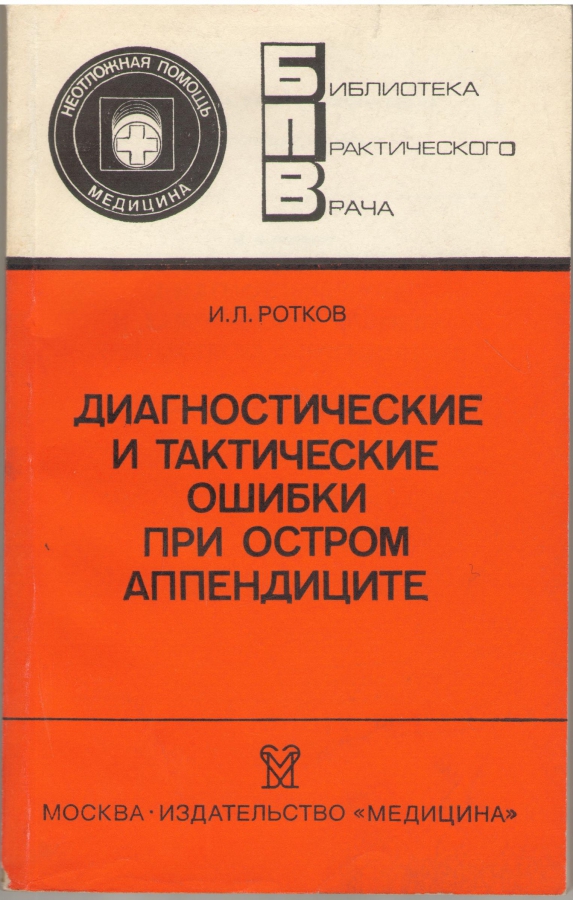 НЕОТЛОЖНАЯ ПОМОЩЬ
МЕДИЦИНА
БИБЛИОТЕКА
ПРАКТИЧЕСКОГО
ВРАЧА
И.Л. РОТКОВ
ДИАГНОСТИЧЕСКИЕ
И ТАКТИЧЕСКИЕ
ОШИБКИ
ПРИ ОСТРОМ
АППЕНДИЦИТЕ
МОСКВА · ИЗДАТЕЛЬСТВО «МЕДИЦИНА»